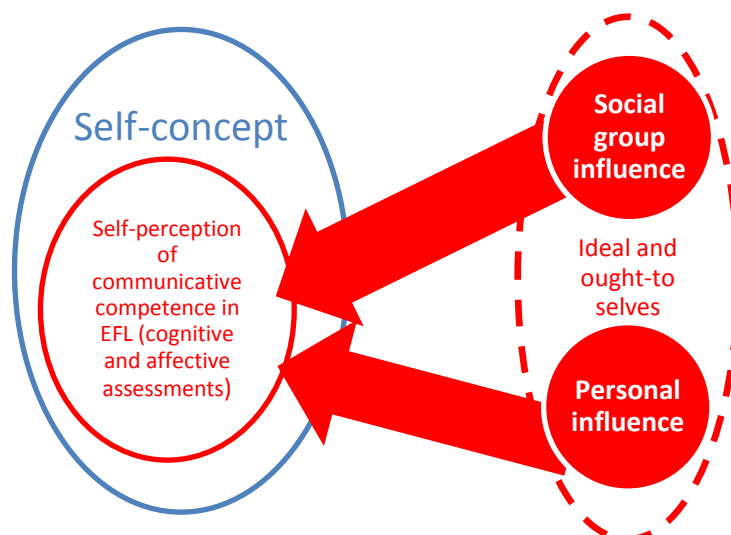 Self-concept
Self-perception
of
communicative
competence in
EFL (cognitive
and affective
assessments)
Social
group
influence
Ideal and
ought-to
selves
Personal
influence